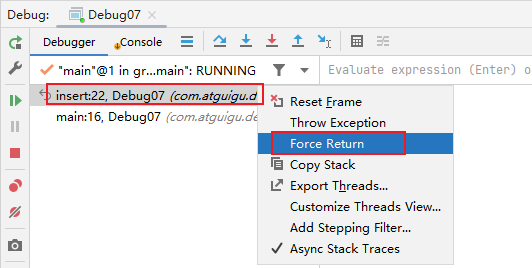 Debug: Debug07
Debugger Console
"main"@1 in gr...main": RUNNING Evaluate expression (Enter) o
insert:22, Debug07 (com.atguigu.d
main:16, Debug07 (com.atguigu.de
Reset Frame
Throw Exception
Force Return
Copy Stack
Export Threads...
Customize Threads View...
Add Stepping Filter...
Async Stack Traces